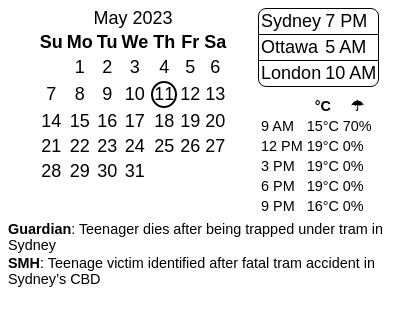 May 2023
Su Mo Tu We Th Fr Sa
1 2 3 4 5 6
7 8 9 10 11 12 13
14 15 16 17 18 19 20
21 22 23 24 25 26 27
28 29 30 31
Sydney 7 PM
Ottawa 5 AM
London 10 AM
°C ☂
9 AM 15°C 70%
12 PM 19°C 0%
3 PM 19°C 0%
6 PM 19°C 0%
9 PM 16°C 0%
Guardian: Teenager dies after being trapped under tram in
Sydney
SMH: Teenage victim identified after fatal tram accident in
Sydney’s CBD